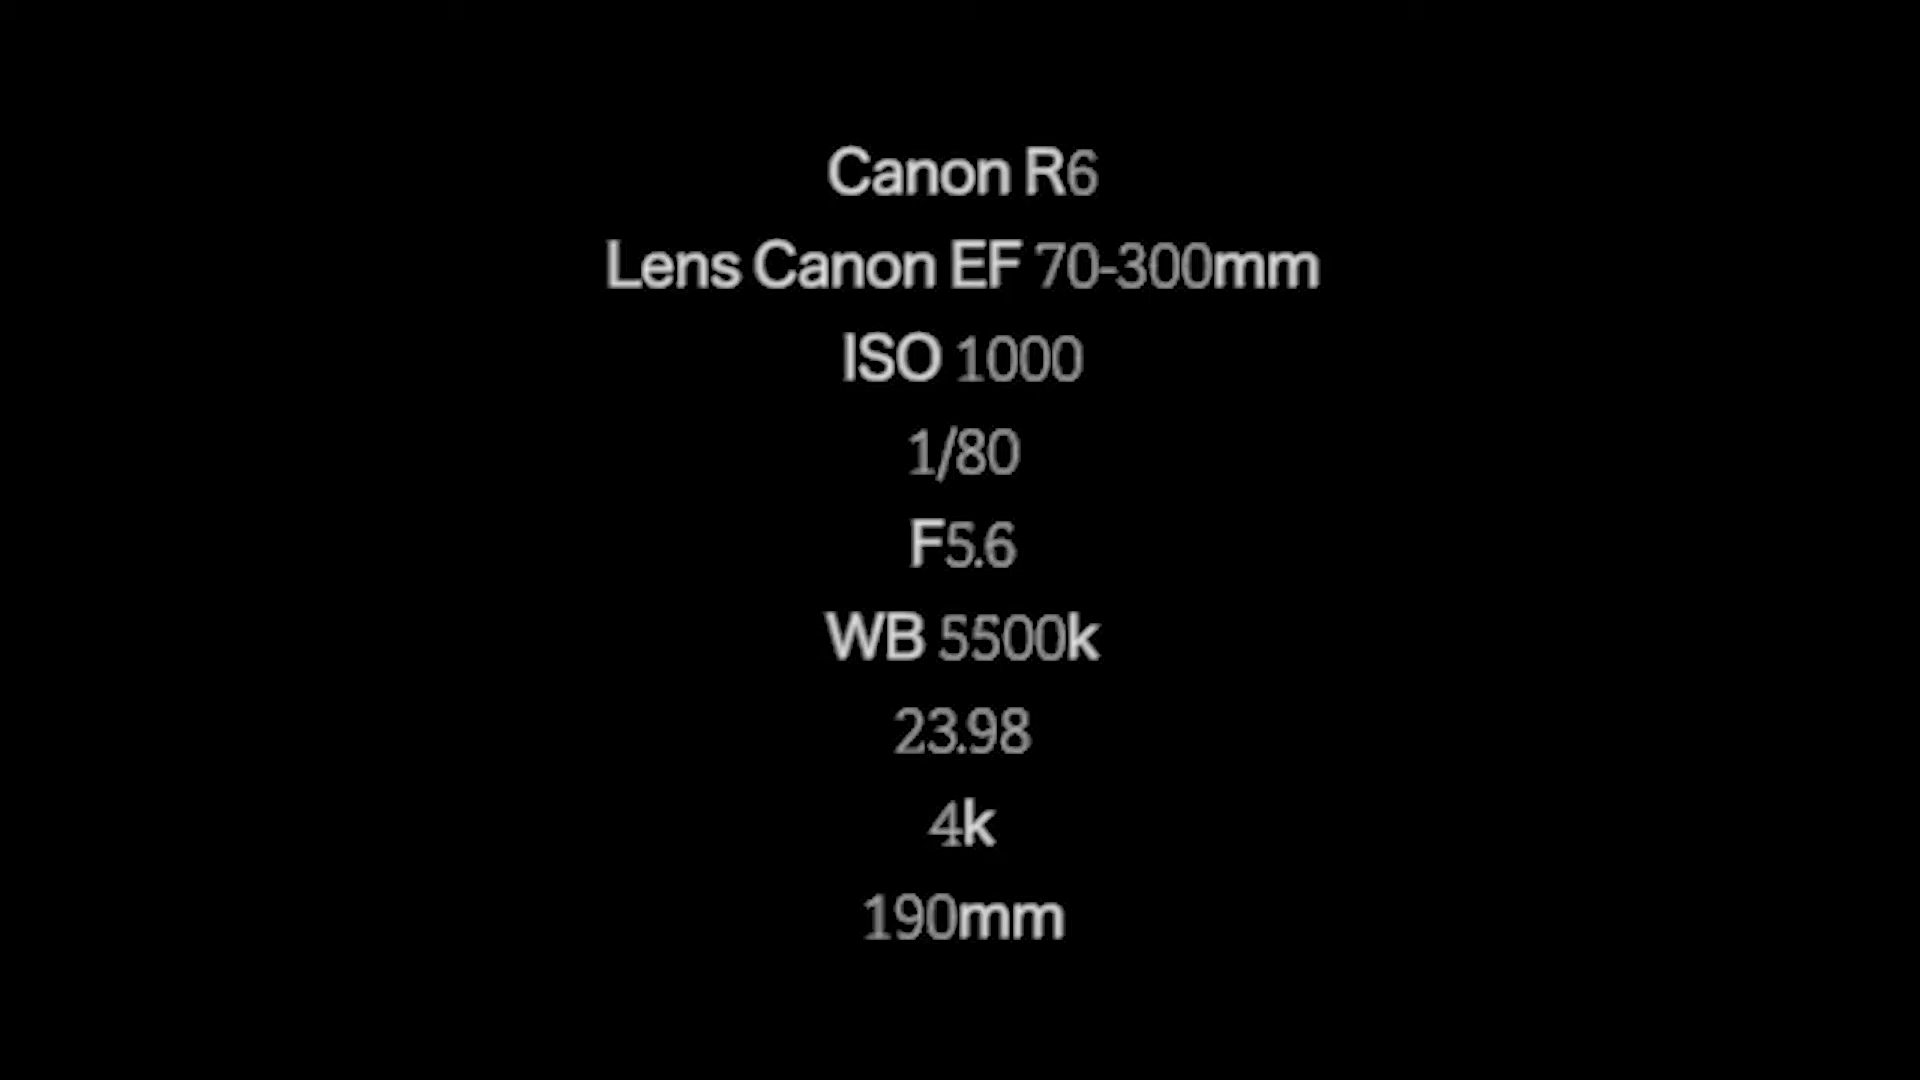 Canon R6
Lens Canon EF 70-300mm
ISO 1000
1/80
F5.6
WB 5500k
23.98
4k
190mm